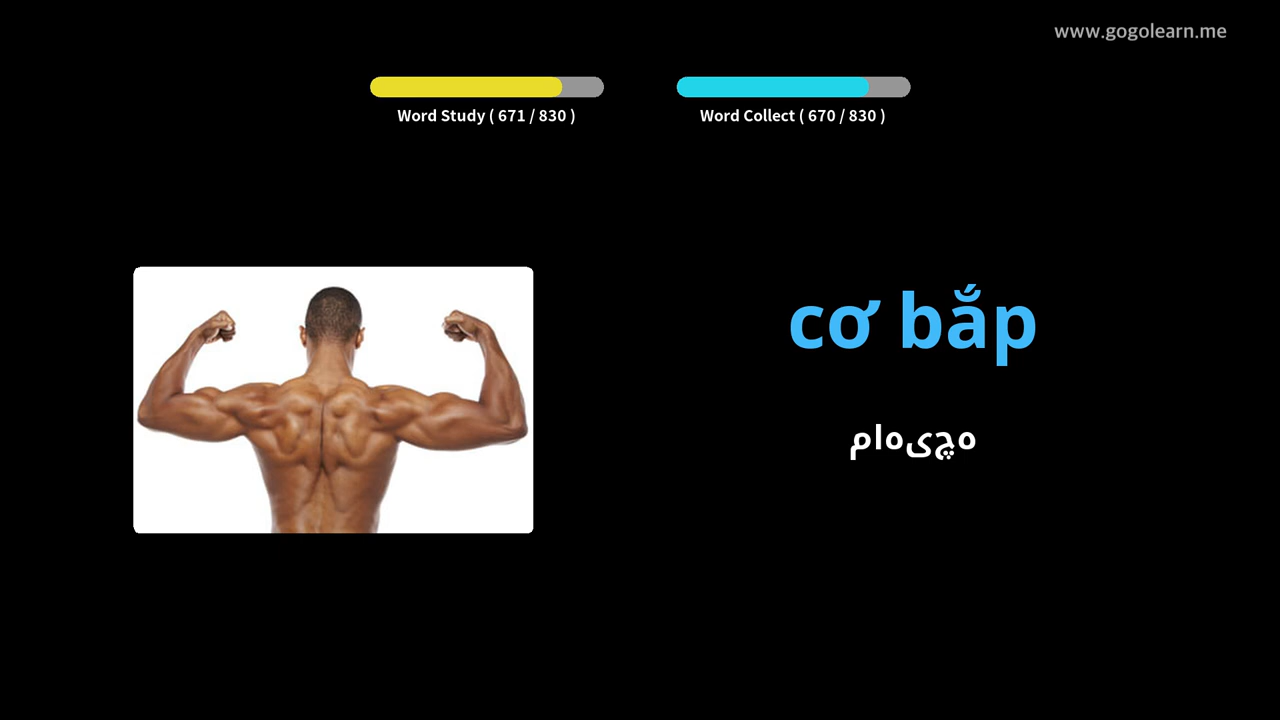 www.gogolearn.me
Word Study ( 671 / 830 )
Word Collect ( 670 / 830 )
cơ bắp
ماهیچه